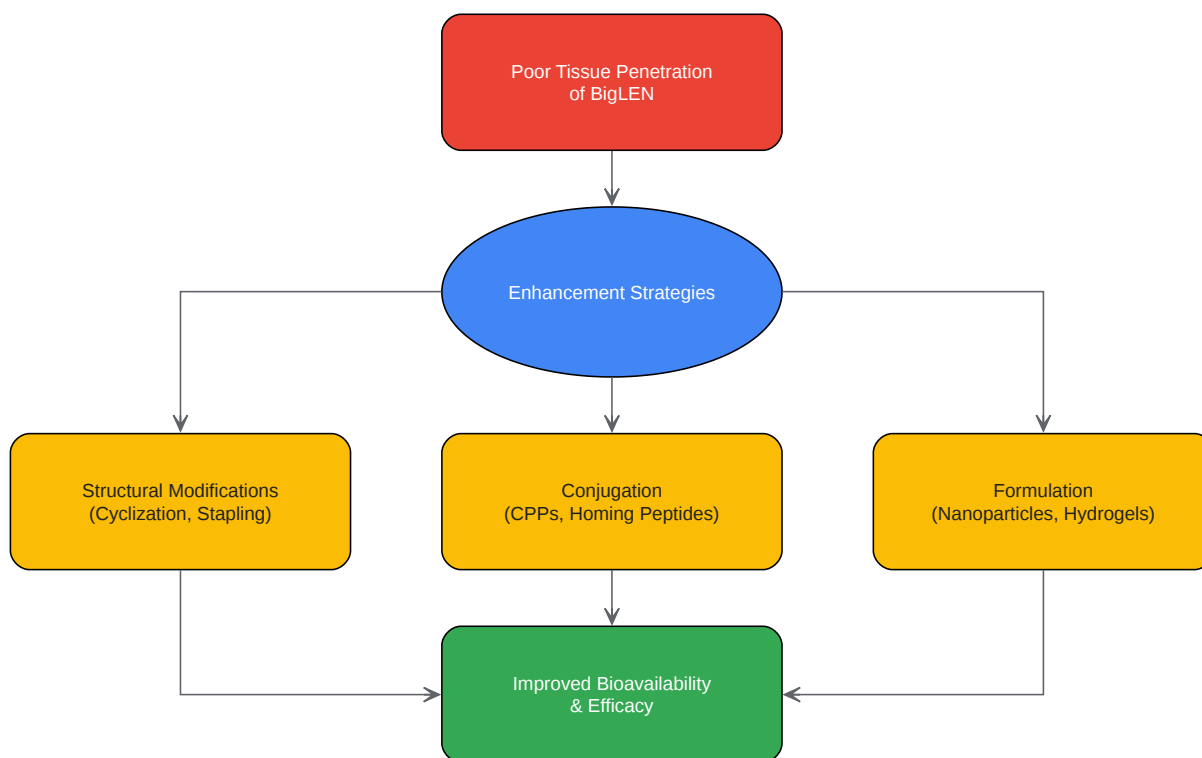 Poor Tissue Penetration
of BigLEN
Enhancement Strategies
Structural Modifications
(Cyclization, Stapling)
Conjugation
(CPPs, Homing Peptides)
Formulation
(Nanoparticles, Hydrogels)
Improved Bioavailability
& Efficacy